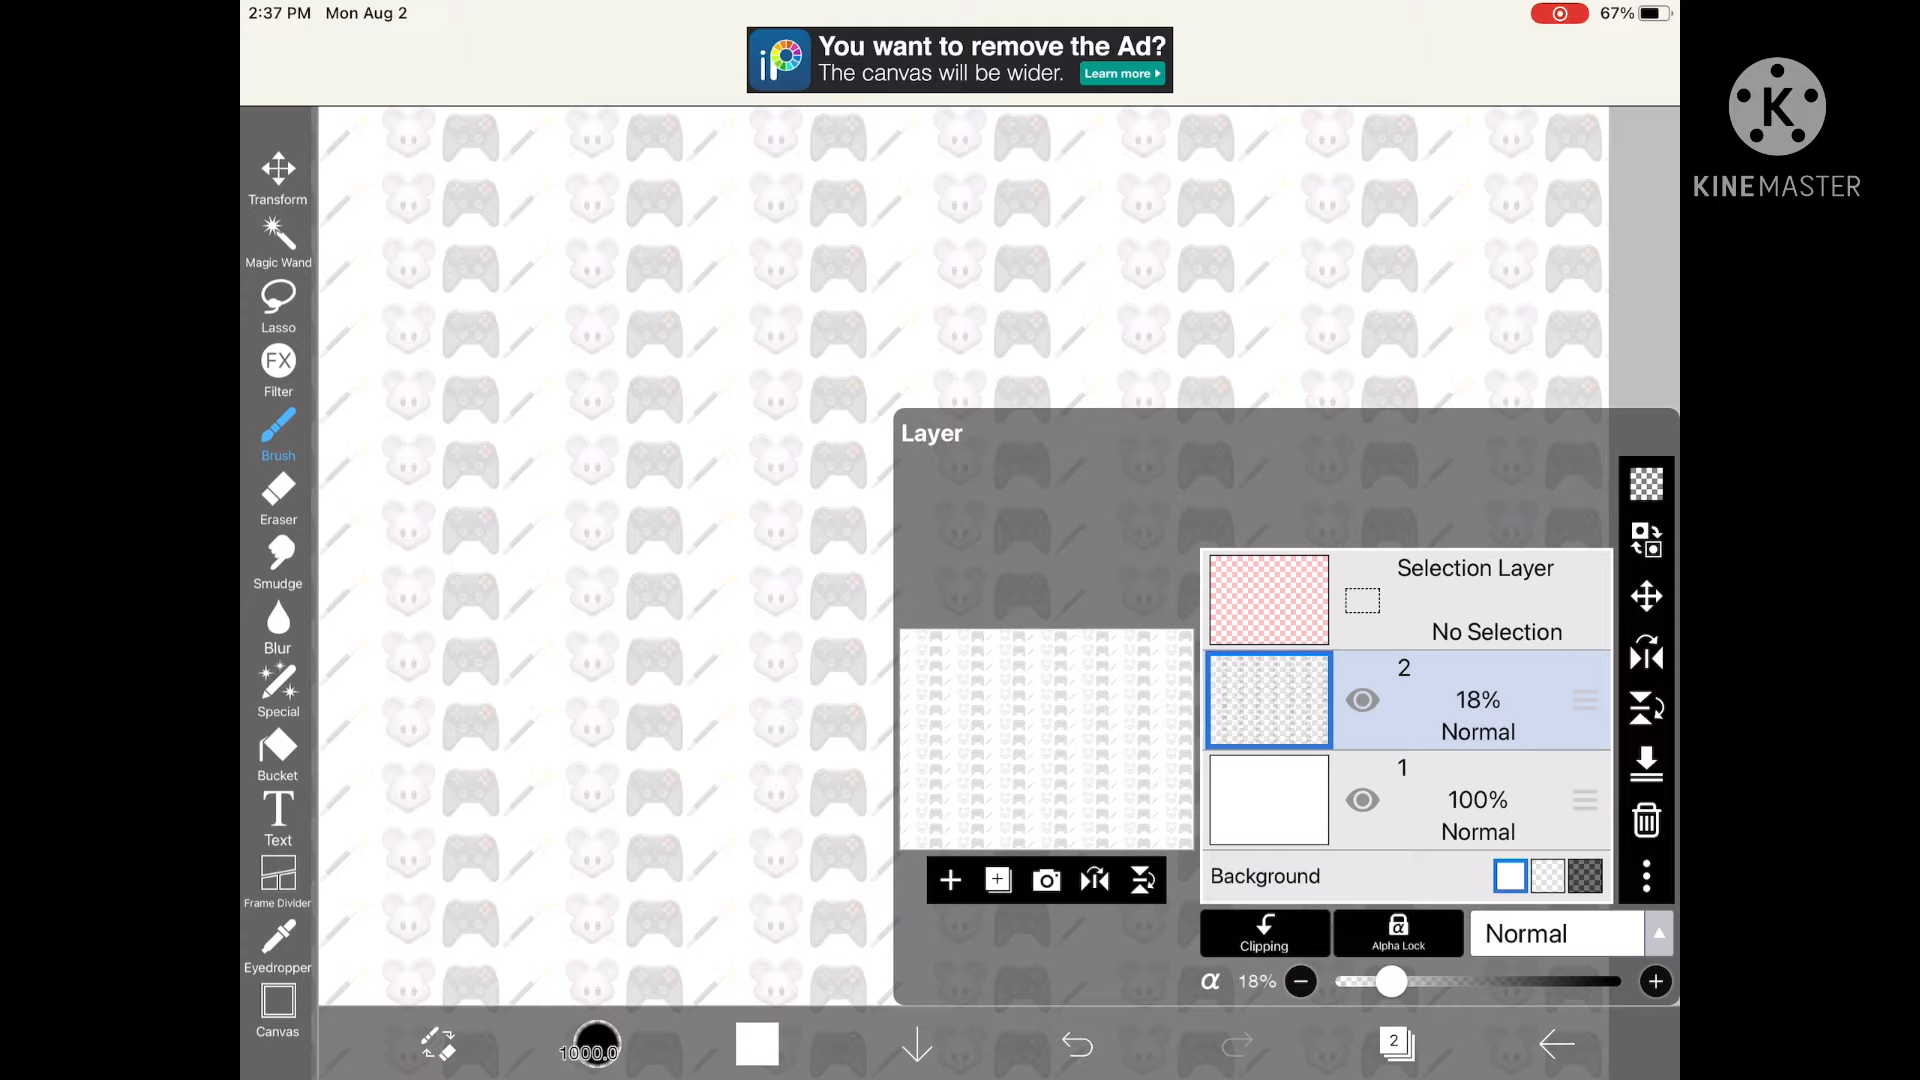 2:37 PM Mon Aug 2
67%
iP
You want to remove the Ad?
The canvas will be wider.
Learn more
K
KINEMASTER
Transform
Magic Wand
Lasso
FX
Filter
Brush
Eraser
Smudge
Blur
Special
Bucket
T
Text
Frame Divider
Eyedropper
Canvas
Layer
Selection Layer
No Selection
2
18%
Normal
1
100%
Normal
Background
Clipping
α
Alpha Lock
Normal
α 18%
1000.0
2